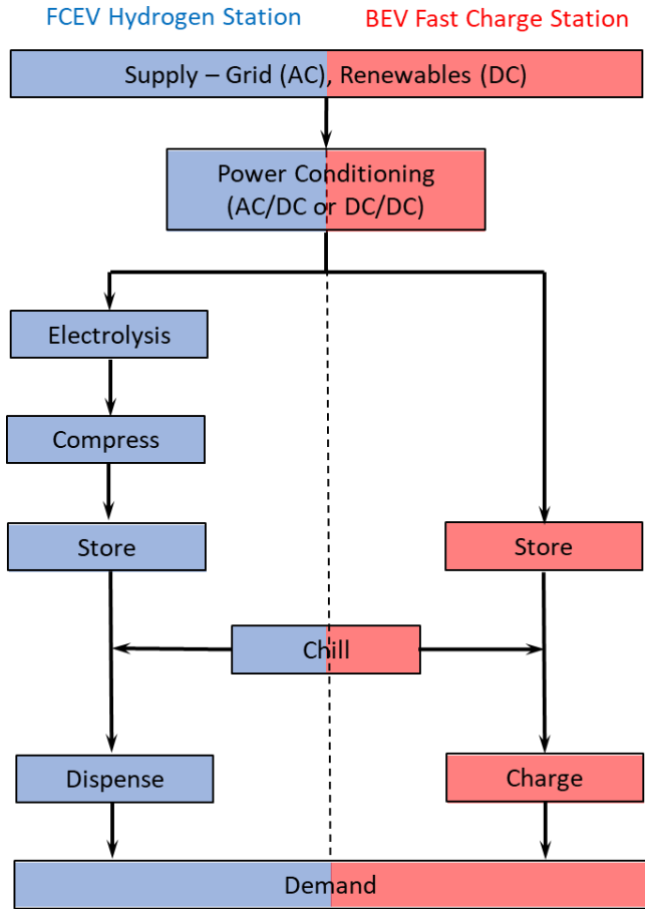 FCEV Hydrogen Station
BEV Fast Charge Station
Supply – Grid (AC), Renewables (DC)
Power Conditioning
(AC/DC or DC/DC)
Electrolysis
Compress
Store
Store
Chill
Dispense
Charge
Demand